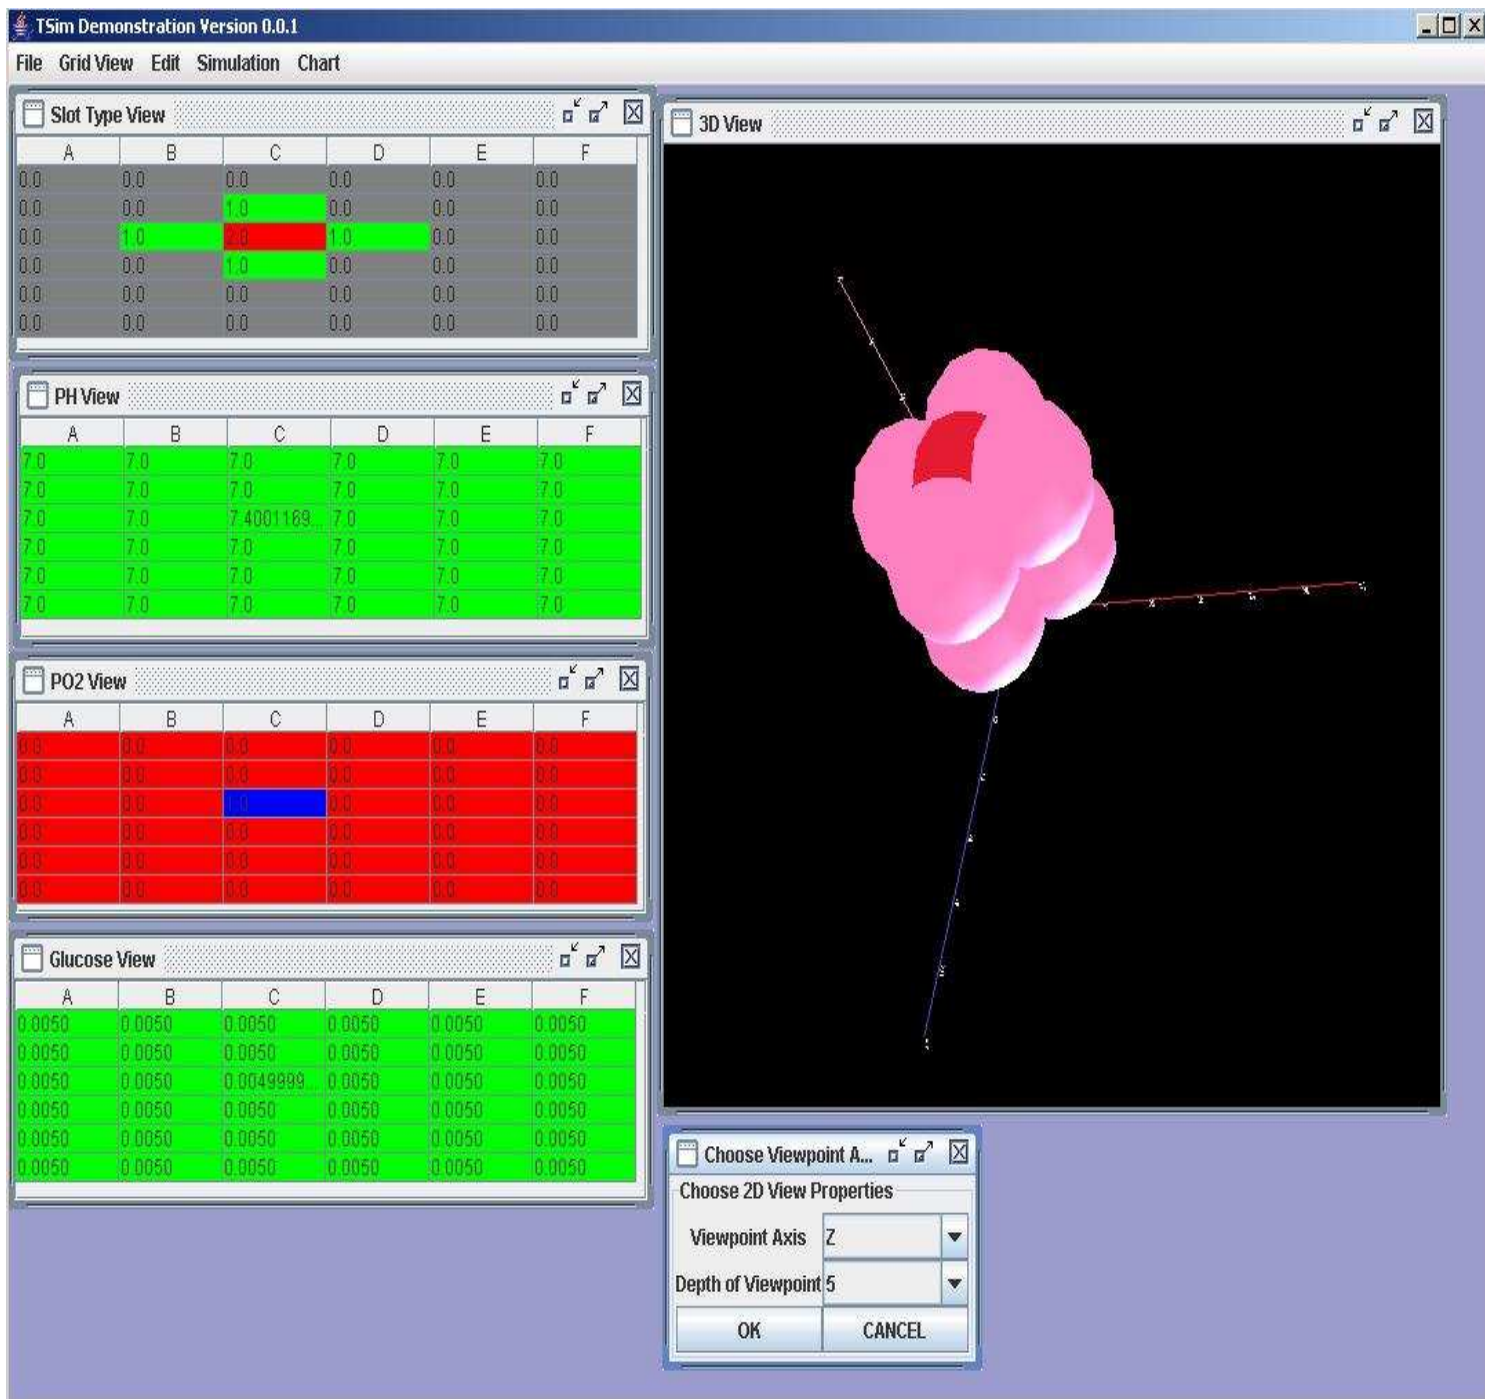 TSim Demonstration Version 0.0.1
File Grid View Edit Simulation Chart
Slot Type View
A B C D E F
0.0 0.0 0.0 0.0 0.0 0.0
0.0 0.0 1.0 0.0 0.0 0.0
0.0 1.0 2.0 1.0 0.0 0.0
0.0 0.0 1.0 0.0 0.0 0.0
0.0 0.0 0.0 0.0 0.0 0.0
0.0 0.0 0.0 0.0 0.0 0.0
PH View
A B C D E F
7.0 7.0 7.0 7.0 7.0 7.0
7.0 7.0 7.0 7.0 7.0 7.0
7.0 7.0 7.4001169... 7.0 7.0 7.0
7.0 7.0 7.0 7.0 7.0 7.0
7.0 7.0 7.0 7.0 7.0 7.0
7.0 7.0 7.0 7.0 7.0 7.0
PO2 View
A B C D E F
0.0 0.0 0.0 0.0 0.0 0.0
0.0 0.0 0.0 0.0 0.0 0.0
0.0 0.0 1.0 0.0 0.0 0.0
0.0 0.0 0.0 0.0 0.0 0.0
0.0 0.0 0.0 0.0 0.0 0.0
0.0 0.0 0.0 0.0 0.0 0.0
Glucose View
A B C D E F
0.0050 0.0050 0.0050 0.0050 0.0050 0.0050
0.0050 0.0050 0.0050 0.0050 0.0050 0.0050
0.0050 0.0050 0.0049999... 0.0050 0.0050 0.0050
0.0050 0.0050 0.0050 0.0050 0.0050 0.0050
0.0050 0.0050 0.0050 0.0050 0.0050 0.0050
0.0050 0.0050 0.0050 0.0050 0.0050 0.0050
3D View
Choose Viewpoint A...
Choose 2D View Properties
Viewpoint Axis Z
Depth of Viewpoint 5
OK CANCEL